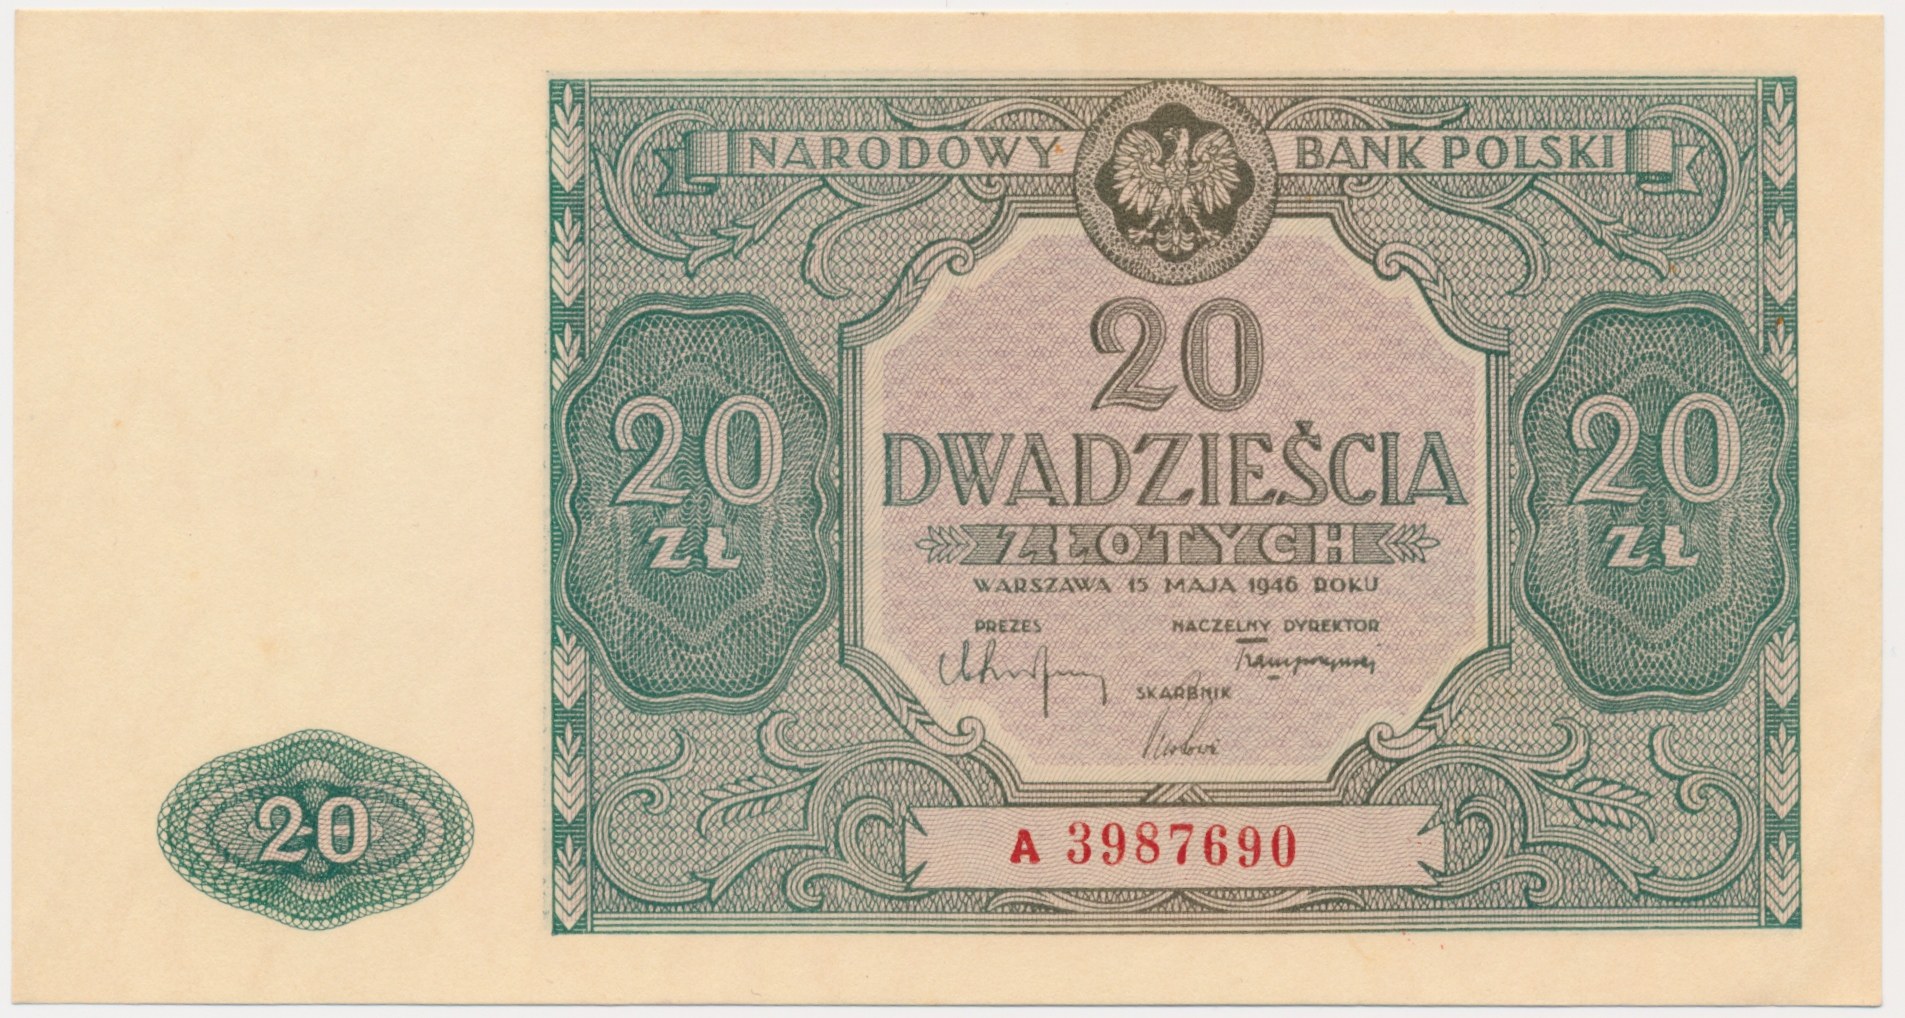 NARODOWY BANK POLSKI
20
20 ZŁ
20 ZŁ
DWADZIEŚCIA
ZŁOTYCH
WARSZAWA 15 MAJA 1946 ROKU
PREZES NACZELNY DYREKTOR
SKARBNIK
20
A 3987690